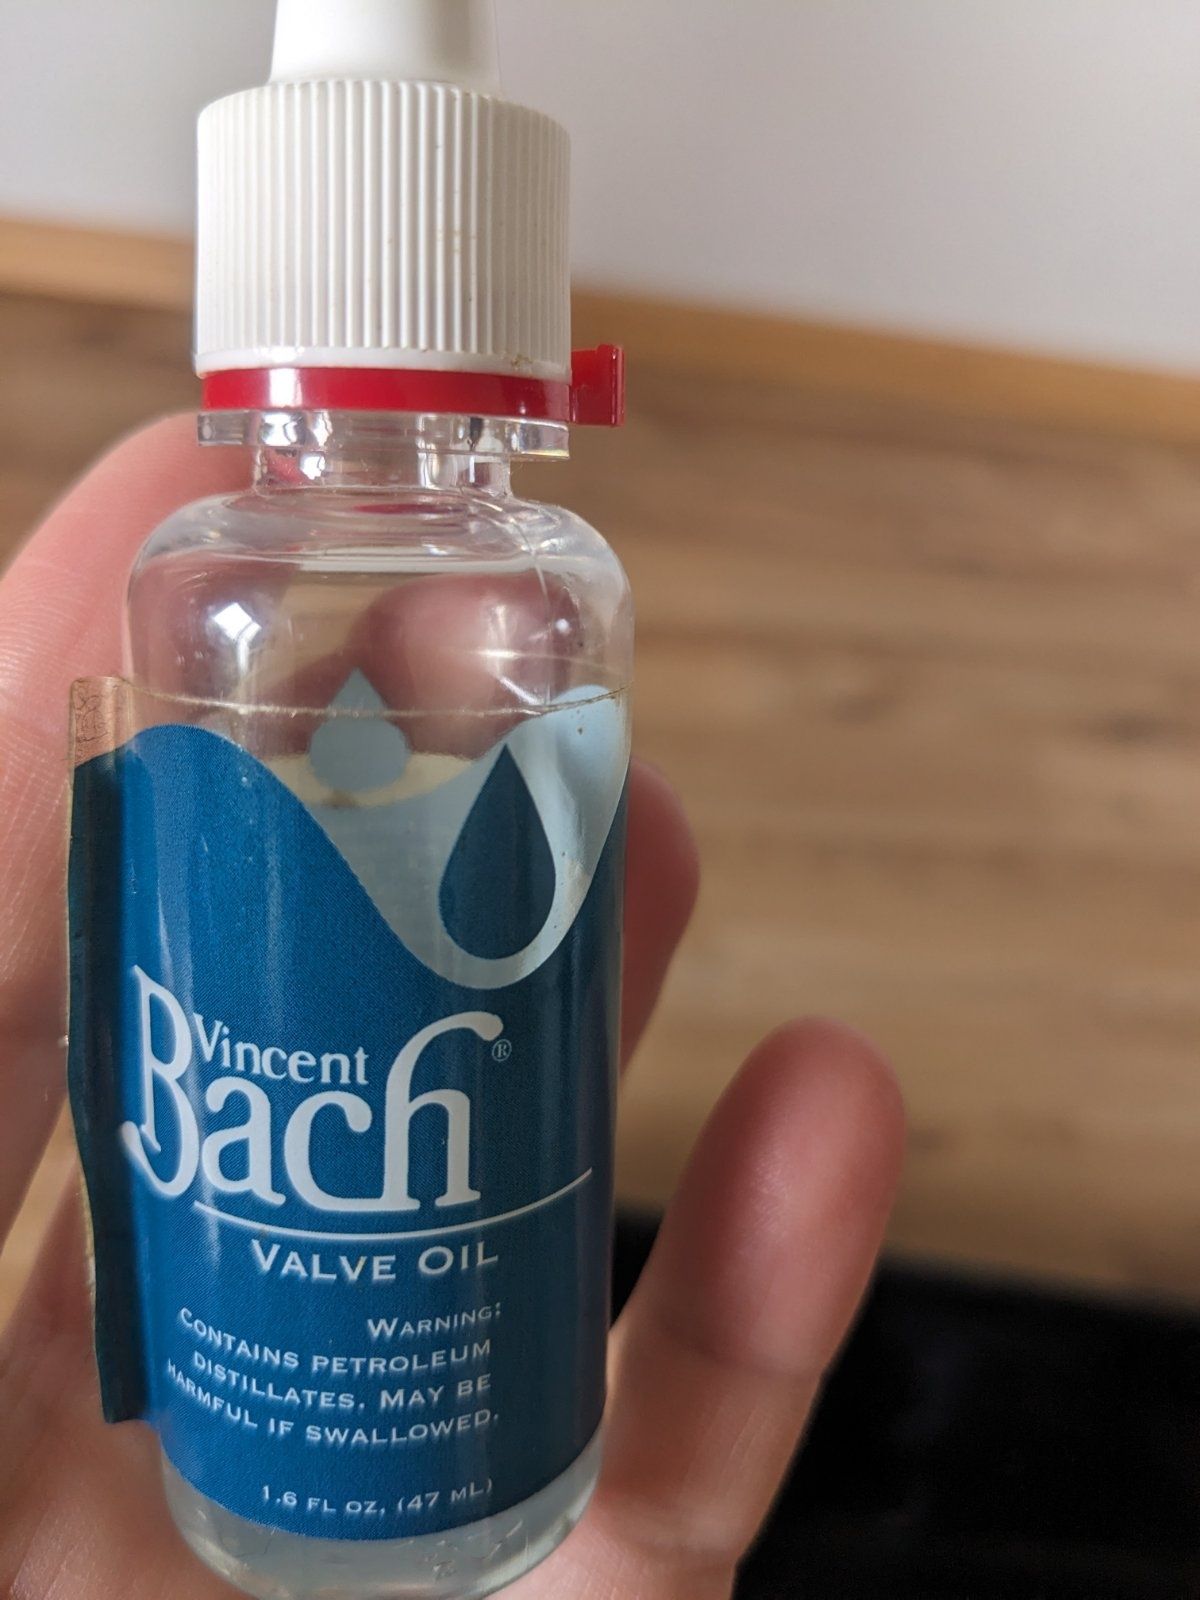 Vincent
Bach®
VALVE OIL
WARNING:
CONTAINS PETROLEUM
DISTILLATES. MAY BE
HARMFUL IF SWALLOWED.
1.6 FL OZ. (47 ML)